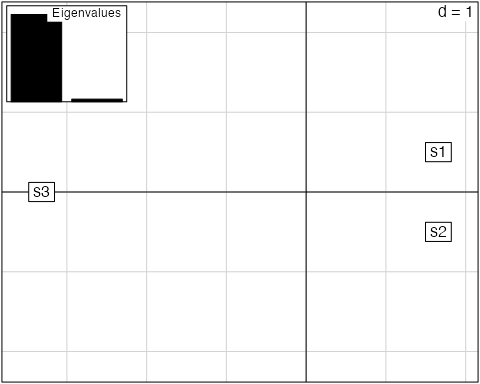 Eigenvalues
d = 1
s1
s3
s2